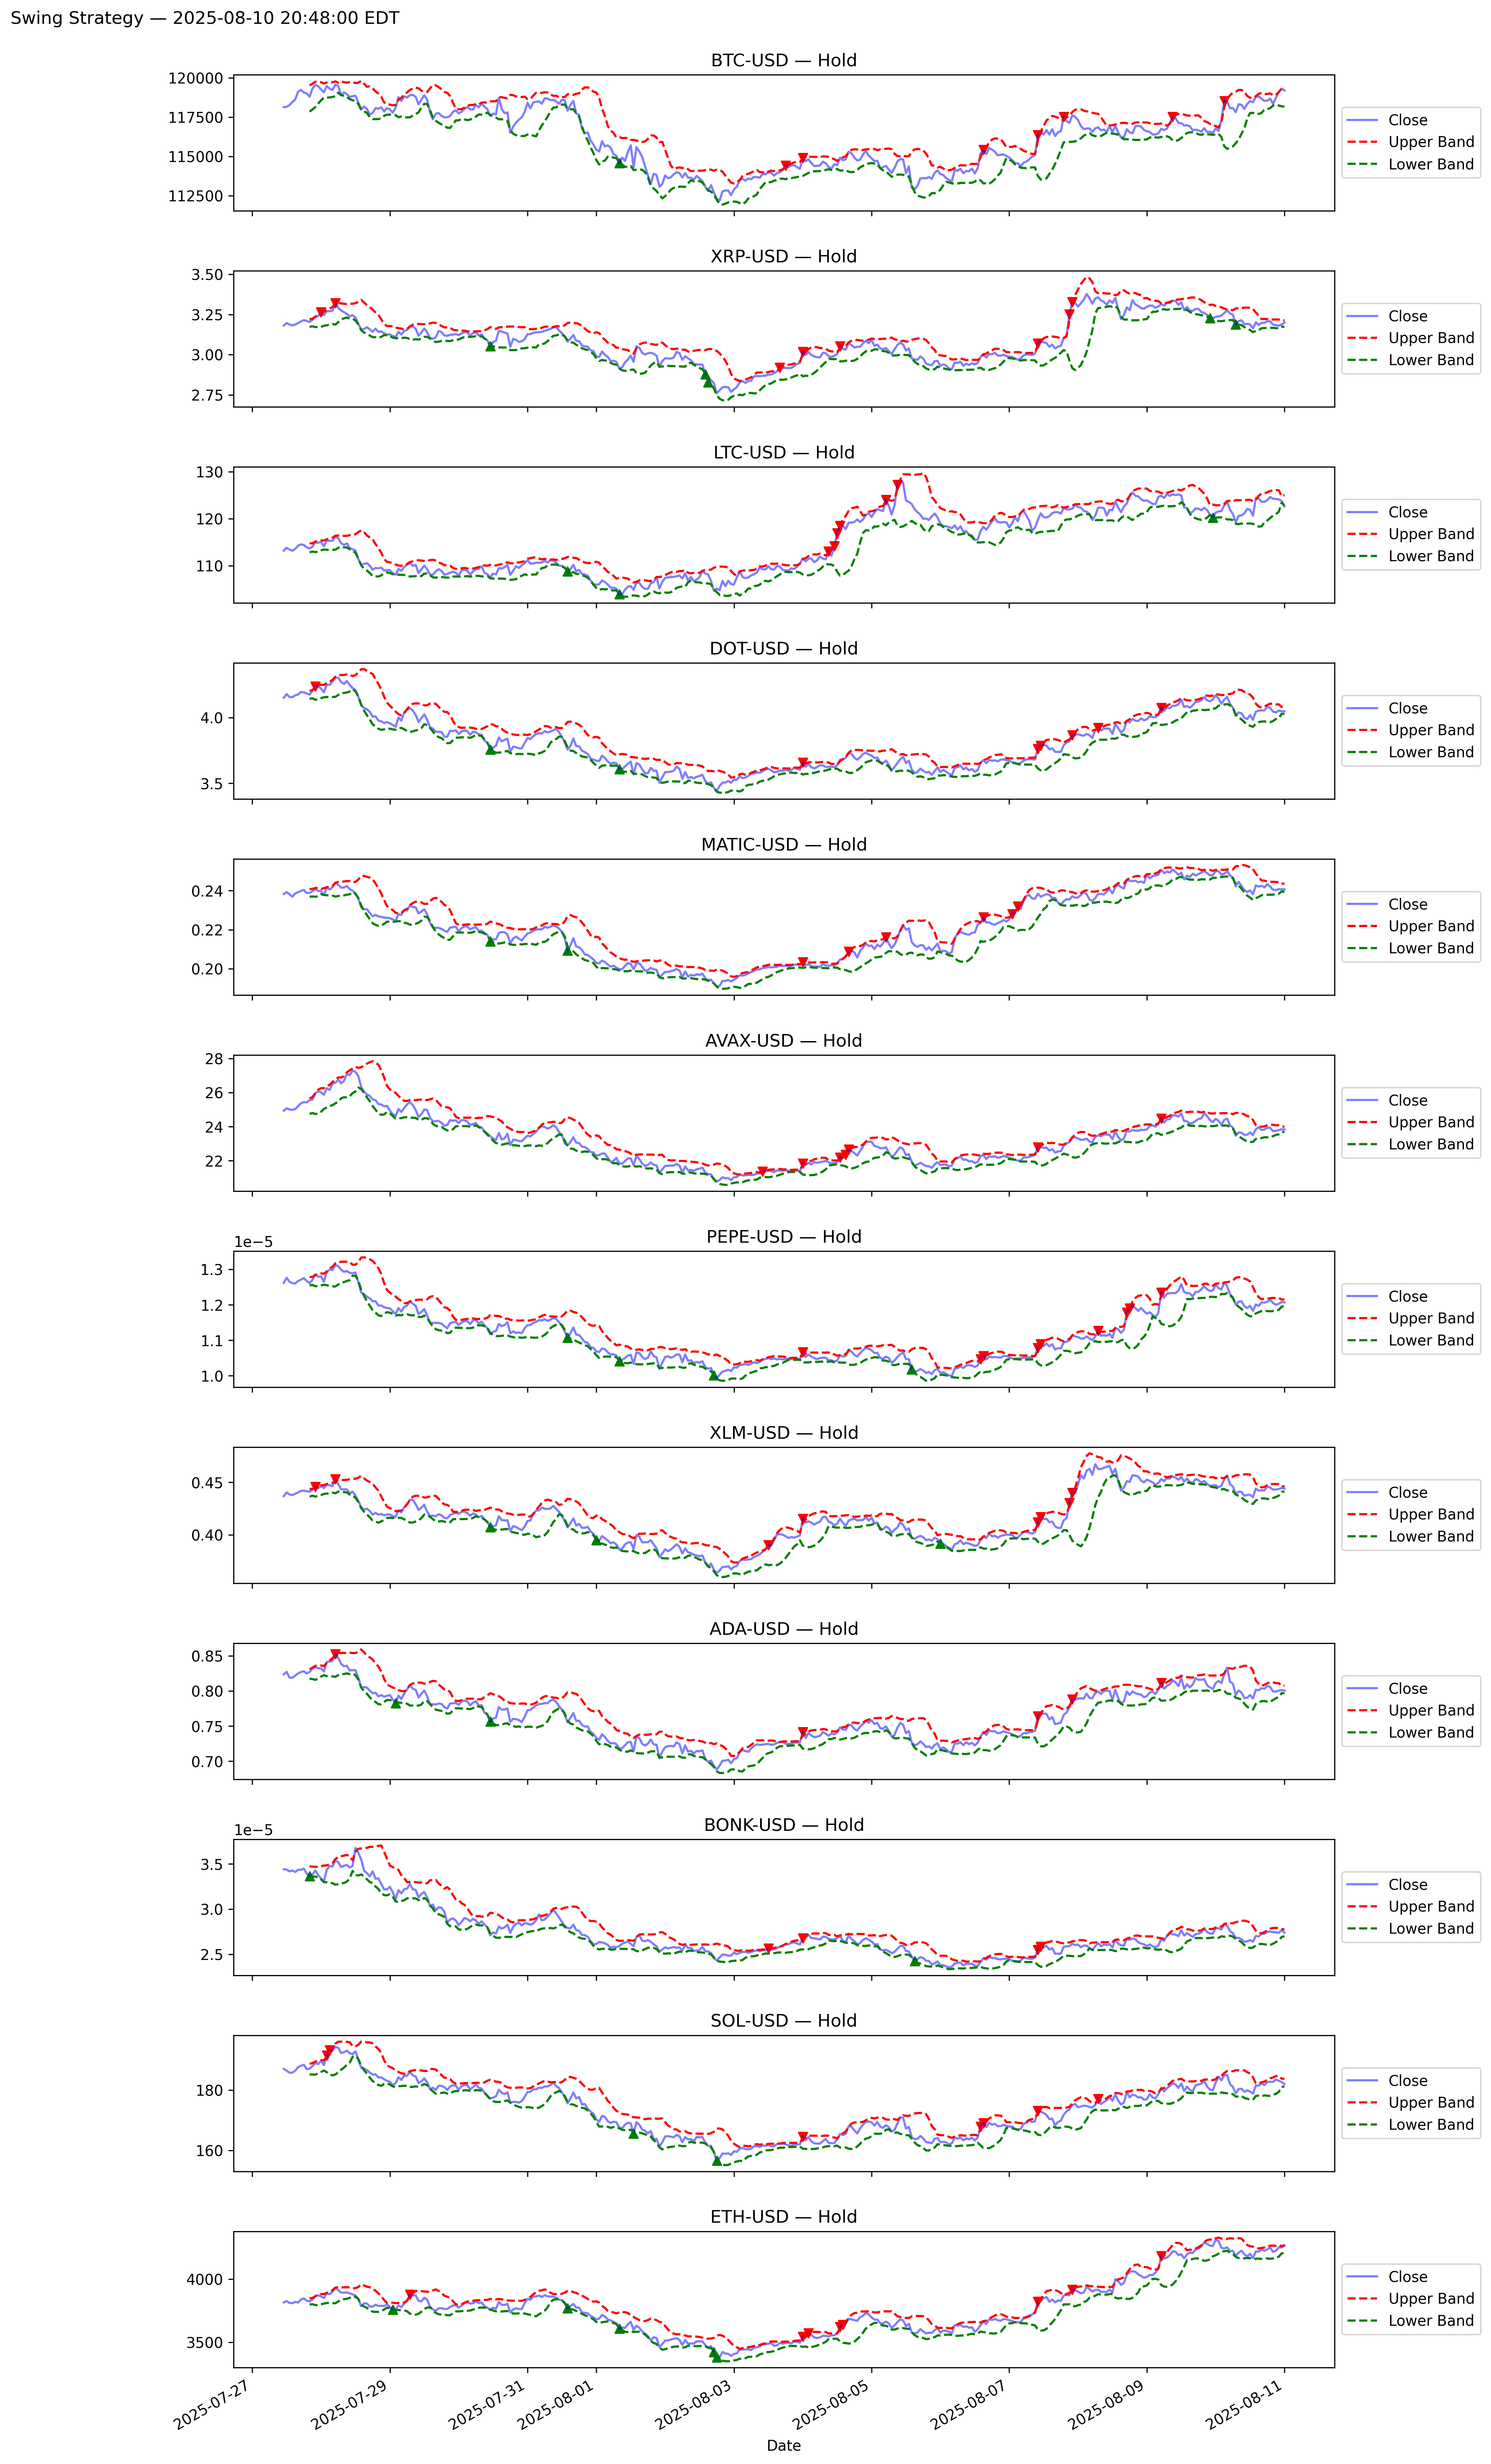 Swing Strategy — 2025-08-10 20:48:00 EDT
BTC-USD — Hold
120000
117500
115000
112500
Close
Upper Band
Lower Band
XRP-USD — Hold
3.50
3.25
3.00
2.75
Close
Upper Band
Lower Band
LTC-USD — Hold
130
120
110
Close
Upper Band
Lower Band
DOT-USD — Hold
4.0
3.5
Close
Upper Band
Lower Band
MATIC-USD — Hold
0.24
0.22
0.20
Close
Upper Band
Lower Band
AVAX-USD — Hold
28
26
24
22
Close
Upper Band
Lower Band
PEPE-USD — Hold
1e−5
1.3
1.2
1.1
1.0
Close
Upper Band
Lower Band
XLM-USD — Hold
0.45
0.40
Close
Upper Band
Lower Band
ADA-USD — Hold
0.85
0.80
0.75
0.70
Close
Upper Band
Lower Band
BONK-USD — Hold
1e−5
3.5
3.0
2.5
Close
Upper Band
Lower Band
SOL-USD — Hold
180
160
Close
Upper Band
Lower Band
ETH-USD — Hold
4000
3500
Close
Upper Band
Lower Band
2025-07-27
2025-07-29
2025-07-31
2025-08-01
2025-08-03
2025-08-05
2025-08-07
2025-08-09
2025-08-11
Date